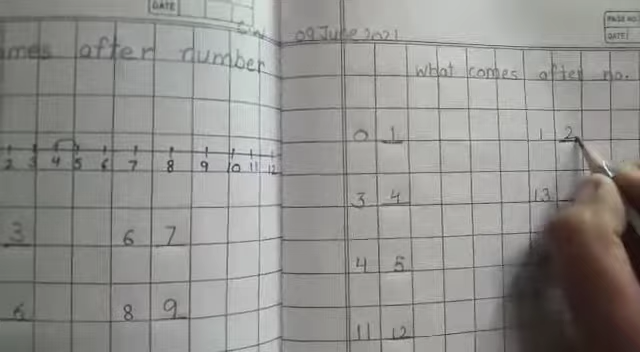 DATE
09 June 2021
PAGE NO.
DATE:
after number
what comes after no.
0 1
1 2
2 3 4 5 6 7 8 9 10 11 12
3 4
13
3
6 7
4 5
6
8 9
11 12